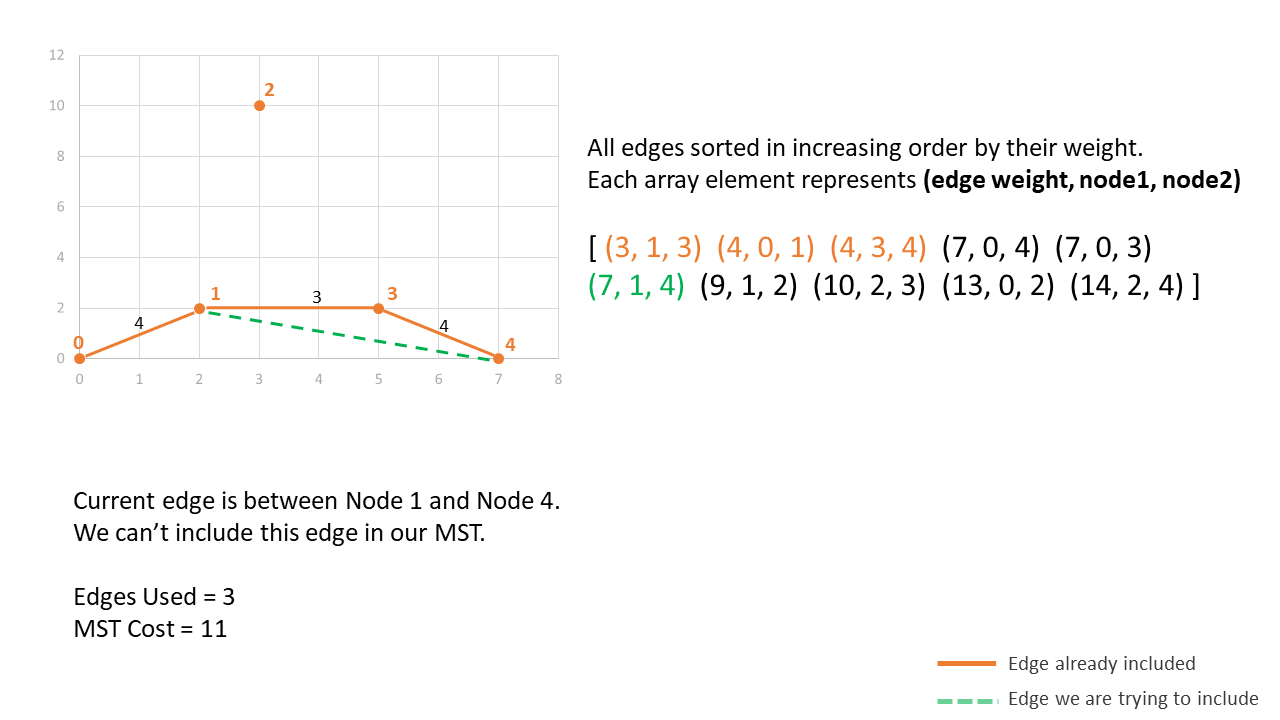 12
10
8
6
4
2
0
0 1 2 3 4 5 6 7 8
2
1
3
3
4
4
0
4
All edges sorted in increasing order by their weight.
Each array element represents (edge weight, node1, node2)
[ (3, 1, 3) (4, 0, 1) (4, 3, 4) (7, 0, 4) (7, 0, 3)
(7, 1, 4) (9, 1, 2) (10, 2, 3) (13, 0, 2) (14, 2, 4) ]
Current edge is between Node 1 and Node 4.
We can’t include this edge in our MST.
Edges Used = 3
MST Cost = 11
Edge already included
Edge we are trying to include